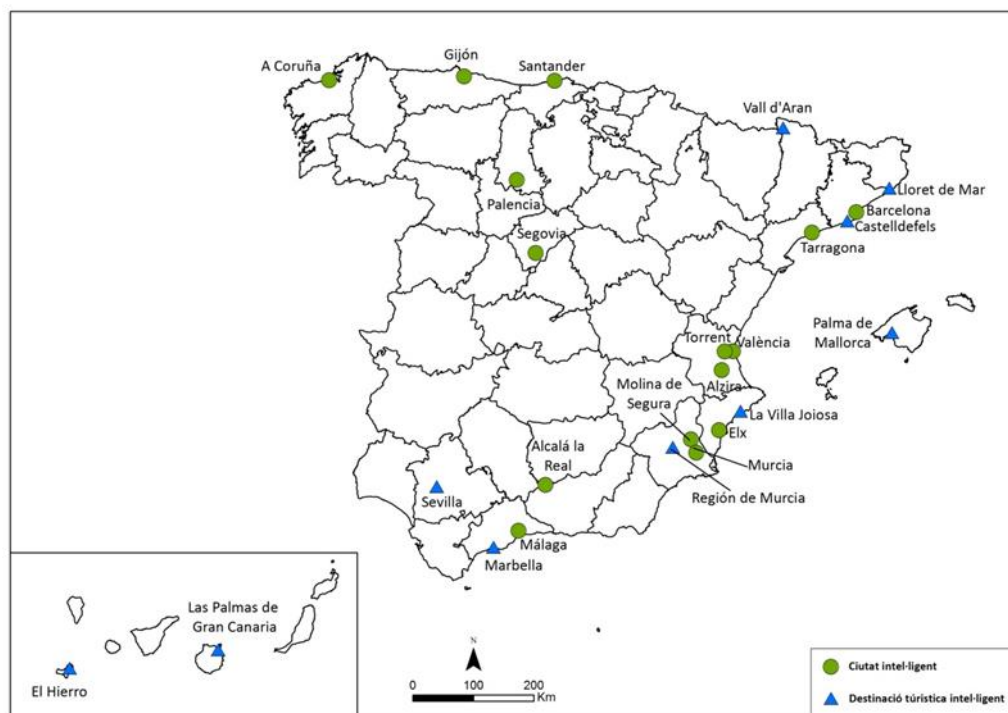 A Coruña
Gijón
Santander
Vall d'Aran
Lloret de Mar
Palencia
Barcelona
Castelldefels
Segovia
Tarragona
Palma de
Mallorca
Torrent
València
Alzira
Molina de
Segura
La Villa Joiosa
Elx
Alcalá la
Real
Murcia
Región de Murcia
Sevilla
Málaga
Marbella
Las Palmas de
Gran Canaria
El Hierro
N
0 100 200
Km
Ciutat intel·ligent
Destinació túristica intel·ligent